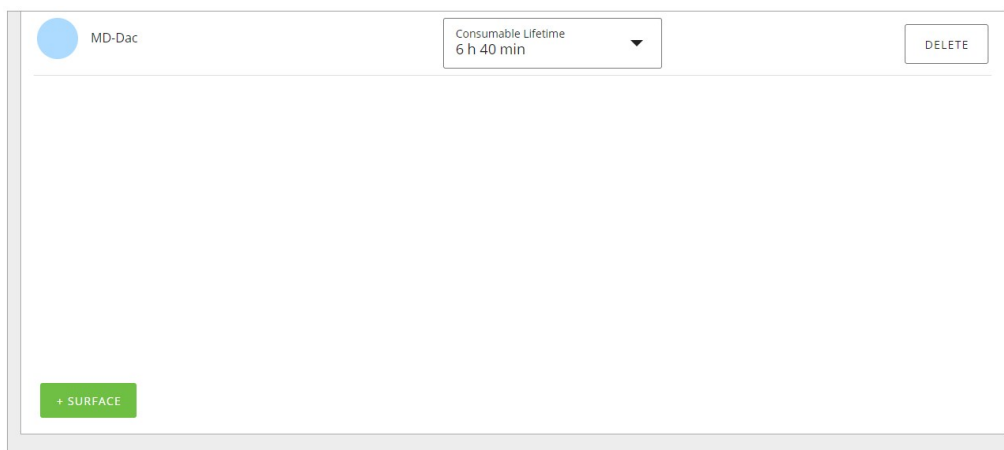 MD-Dac
Consumable Lifetime
6 h 40 min
DELETE
+ SURFACE